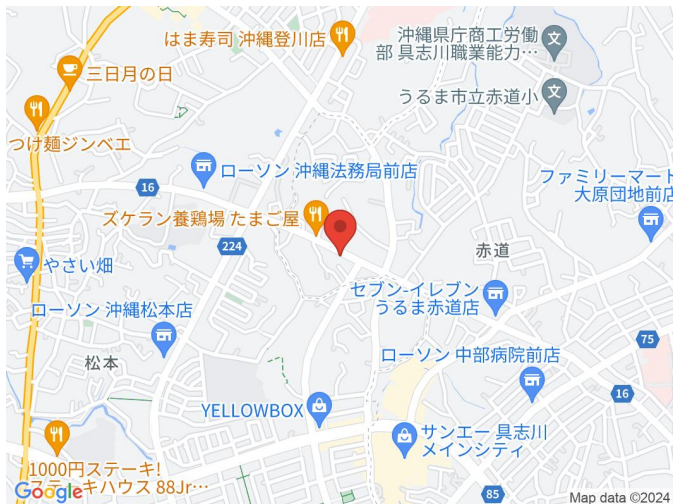 はま寿司 沖縄登川店
沖縄県庁商工労働
部 具志川職業能力…
三日月の日
うるま市立赤道小
文
文
つけ麺ジンベエ
ローソン 沖縄法務局前店
16
ファミリーマート
大原団地前店
ズケラン養鶏場 たまご屋
224
赤道
やさい畑
セブン-イレブン
うるま赤道店
ローソン 沖縄松本店
75
松本
ローソン 中部病院前店
16
YELLOWBOX
サンエー 具志川
メインシティ
1000円ステーキ!
ステーキハウス 88Jr…
85
Google
Map data ©2024